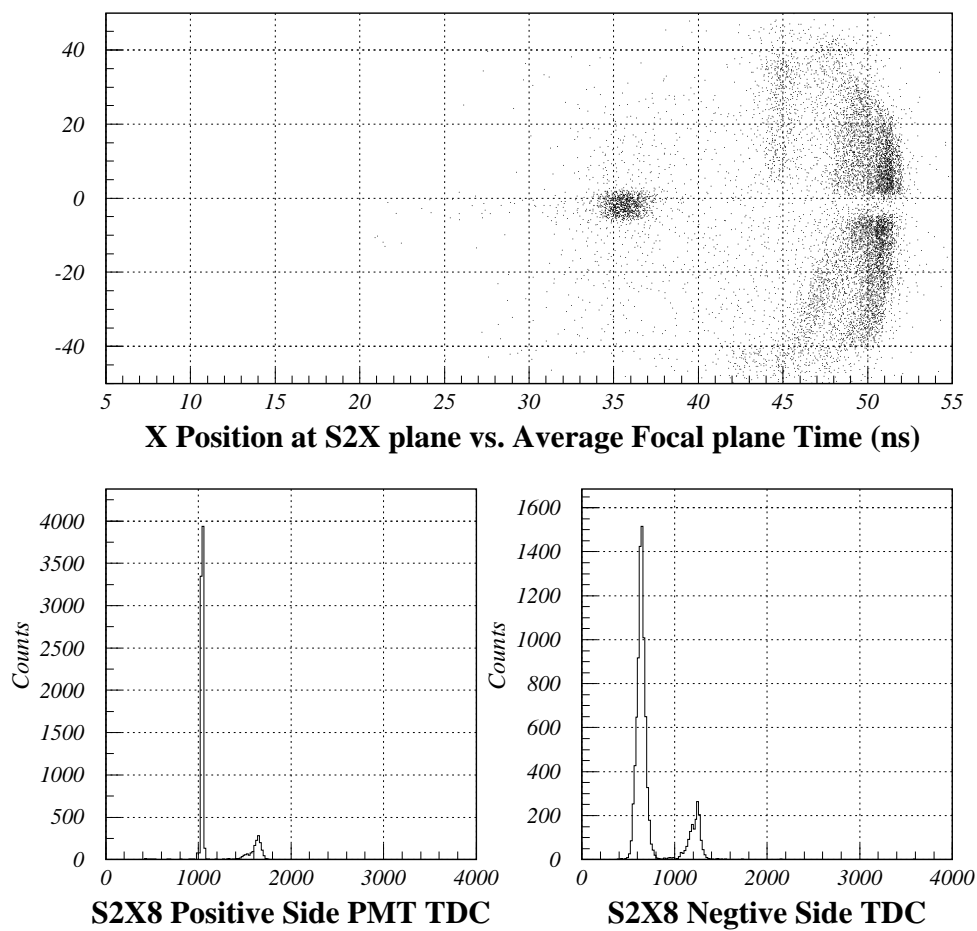 40
20
0
-20
-40
5 10 15 20 25 30 35 40 45 50 55
X Position at S2X plane vs. Average Focal plane Time (ns)
4000
3500
3000
2500
2000
1500
1000
500
0
Counts
0 1000 2000 3000 4000
S2X8 Positive Side PMT TDC
1600
1400
1200
1000
800
600
400
200
0
Counts
0 1000 2000 3000 4000
S2X8 Negtive Side TDC